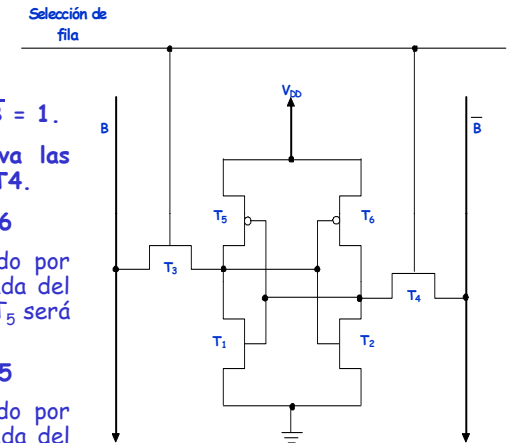 Selección de
fila
= 1.
va las
T4.
6
do por
da del
T5 será
5
do por
da del
VDD
B
B̅
T5
T6
T3
T4
T1
T2